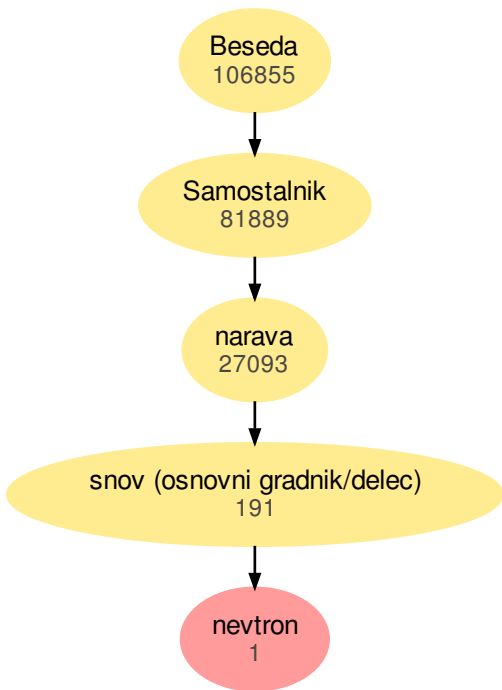 Beseda
106855
Samostalnik
81889
narava
27093
snov (osnovni gradnik/delec)
191
nevtron
1